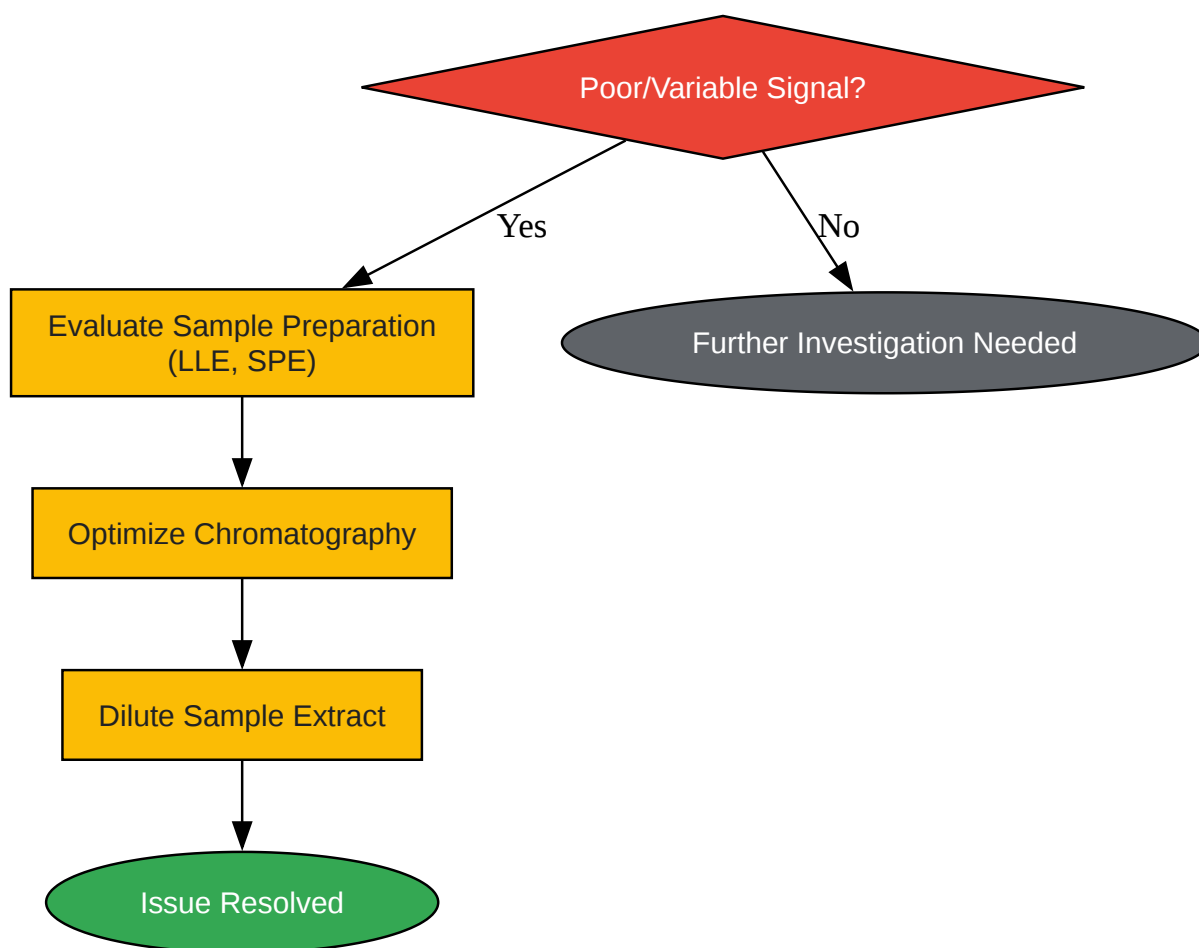 Poor/Variable Signal?
Yes
No
Evaluate Sample Preparation
(LLE, SPE)
Further Investigation Needed
Optimize Chromatography
Dilute Sample Extract
Issue Resolved